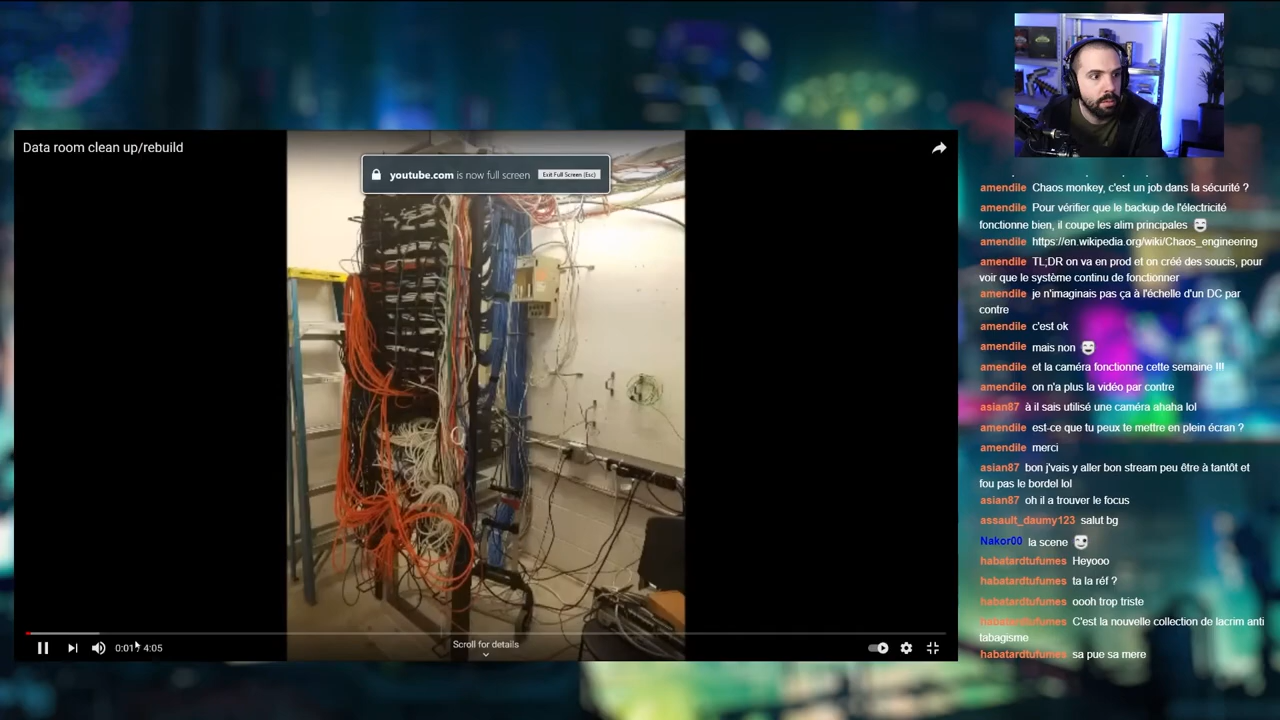 Data room clean up/rebuild
youtube.com is now full screen
Exit Full Screen (Esc)
0:01 4:05
Scroll for details
amendile Chaos monkey, c'est un job dans la sécurité ?
amendile Pour vérifier que le backup de l'électricité
fonctionne bien, il coupe les alim principales
amendile https://en.wikipedia.org/wiki/Chaos_engineering
amendile TL;DR on va en prod et on créé des soucis, pour
voir que le système continu de fonctionner
amendile je n'imaginais pas ça à l'échelle d'un DC par
contre
amendile c'est ok
amendile mais non
amendile et la caméra fonctionne cette semaine !!!
amendile on n'a plus la vidéo par contre
asian87 à il sais utilisé une caméra ahaha lol
amendile est-ce que tu peux te mettre en plein écran ?
amendile merci
asian87 bon j'vais y aller bon stream peu être à tantôt et
fou pas le bordel lol
asian87 oh il a trouver le focus
assault_daumy123 salut bg
Nakor00 la scene
habatardtufumes Heyooo
habatardtufumes ta la réf ?
habatardtufumes oooh trop triste
habatardtufumes C'est la nouvelle collection de lacrim anti
tabagisme
habatardtufumes sa pue sa mere